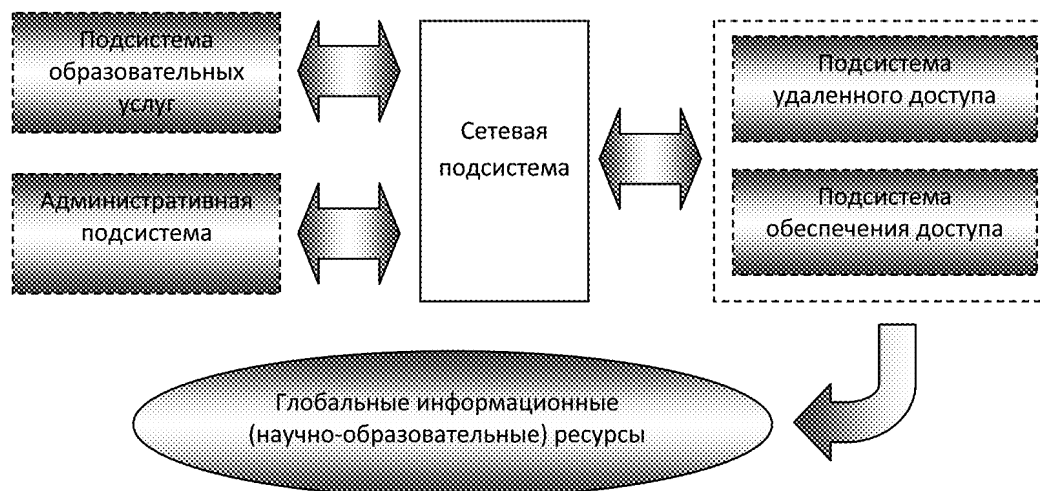 Подсистема
образовательных
услуг
Административная
подсистема
Сетевая
подсистема
Подсистема
удаленного доступа
Подсистема
обеспечения доступа
Глобальные информационные
(научно-образовательные) ресурсы